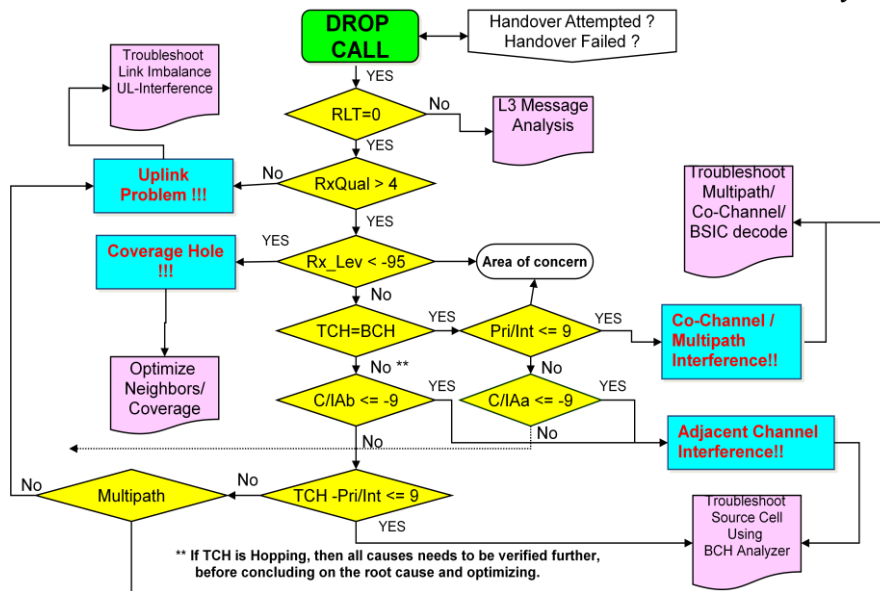 DROP
CALL
Handover Attempted ?
Handover Failed ?
Troubleshoot
Link Imbalance
UL-Interference
YES
RLT=0
No
L3 Message
Analysis
YES
Uplink
Problem !!!
No
RxQual > 4
Troubleshoot
Multipath/
Co-Channel/
BSIC decode
YES
Coverage Hole
!!!
YES
Rx_Lev < -95
Area of concern
No
TCH=BCH
YES
Pri/Int <= 9
YES
Co-Channel /
Multipath
Interference!!
Optimize
Neighbors/
Coverage
No **
No
C/IAb <= -9
YES
C/IAa <= -9
YES
Adjacent Channel
Interference!!
No
No
No
Multipath
No
TCH -Pri/Int <= 9
YES
Troubleshoot
Source Cell
Using
BCH Analyzer
** If TCH is Hopping, then all causes needs to be verified further,
before concluding on the root cause and optimizing.